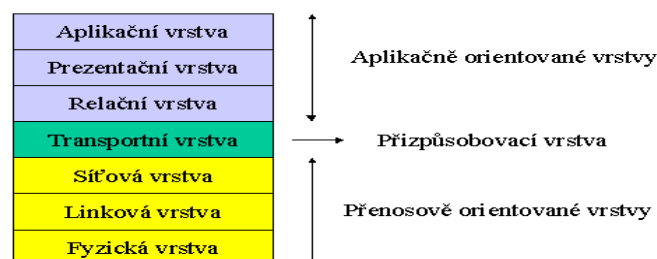 Aplikační vrstva
Prezentační vrstva
Relační vrstva
Transportní vrstva
Síťová vrstva
Linková vrstva
Fyzická vrstva
Aplikačně orientované vrstvy
Přizpůsobovací vrstva
Přenosově orientované vrstvy